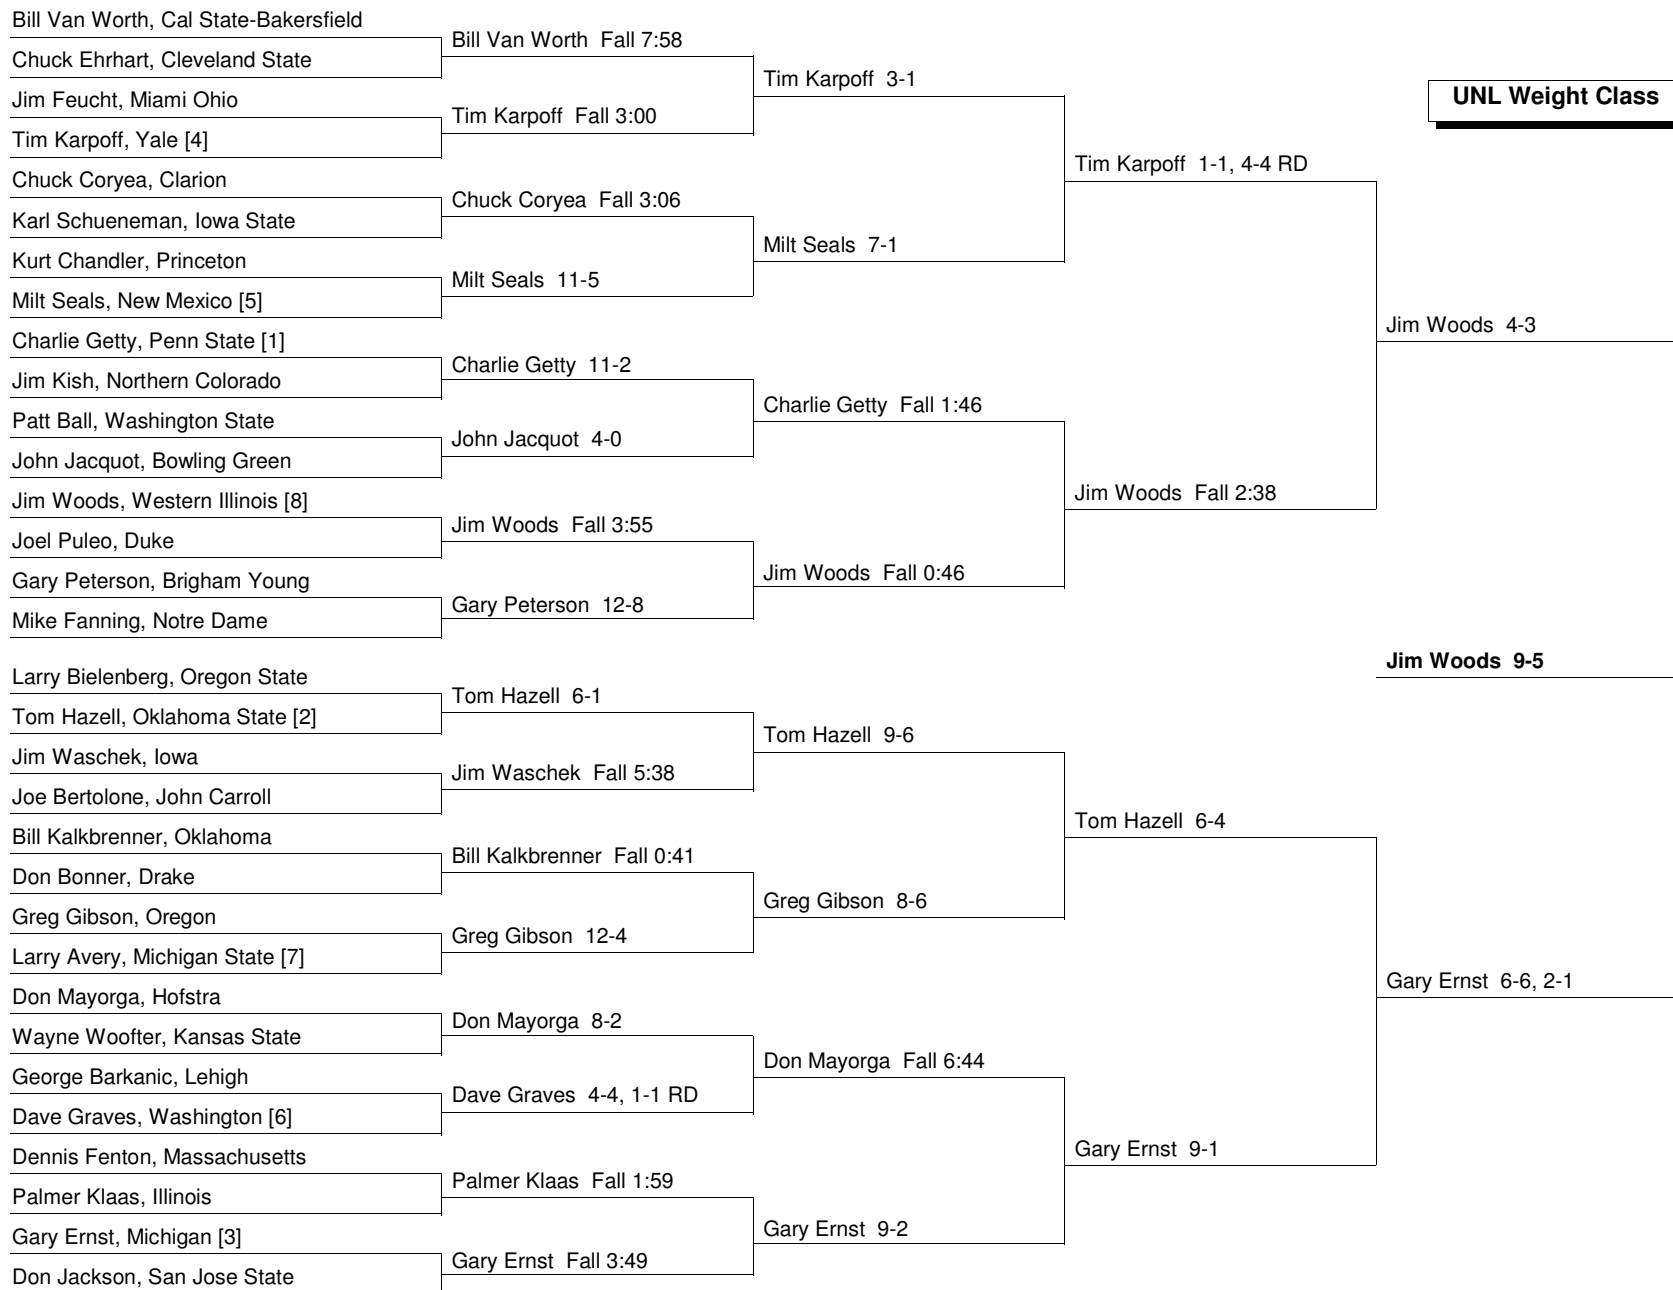 Bill Van Worth, Cal State-Bakersfield
Chuck Ehrhart, Cleveland State
Jim Feucht, Miami Ohio
Tim Karpoff, Yale [4]
Chuck Coryea, Clarion
Karl Schueneman, Iowa State
Kurt Chandler, Princeton
Milt Seals, New Mexico [5]
Charlie Getty, Penn State [1]
Jim Kish, Northern Colorado
Patt Ball, Washington State
John Jacquot, Bowling Green
Jim Woods, Western Illinois [8]
Joel Puleo, Duke
Gary Peterson, Brigham Young
Mike Fanning, Notre Dame
Larry Bielenberg, Oregon State
Tom Hazell, Oklahoma State [2]
Jim Waschek, Iowa
Joe Bertolone, John Carroll
Bill Kalkbrenner, Oklahoma
Don Bonner, Drake
Greg Gibson, Oregon
Larry Avery, Michigan State [7]
Don Mayorga, Hofstra
Wayne Woofter, Kansas State
George Barkanic, Lehigh
Dave Graves, Washington [6]
Dennis Fenton, Massachusetts
Palmer Klaas, Illinois
Gary Ernst, Michigan [3]
Don Jackson, San Jose State
Bill Van Worth Fall 7:58
Tim Karpoff Fall 3:00
Chuck Coryea Fall 3:06
Milt Seals 11-5
Charlie Getty 11-2
John Jacquot 4-0
Jim Woods Fall 3:55
Gary Peterson 12-8
Tom Hazell 6-1
Jim Waschek Fall 5:38
Bill Kalkbrenner Fall 0:41
Greg Gibson 12-4
Don Mayorga 8-2
Dave Graves 4-4, 1-1 RD
Palmer Klaas Fall 1:59
Gary Ernst Fall 3:49
Tim Karpoff 3-1
Milt Seals 7-1
Charlie Getty Fall 1:46
Jim Woods Fall 0:46
Tom Hazell 9-6
Greg Gibson 8-6
Don Mayorga Fall 6:44
Gary Ernst 9-2
Tim Karpoff 1-1, 4-4 RD
Jim Woods Fall 2:38
Tom Hazell 6-4
Gary Ernst 9-1
UNL Weight Class
Jim Woods 4-3
Jim Woods 9-5
Gary Ernst 6-6, 2-1